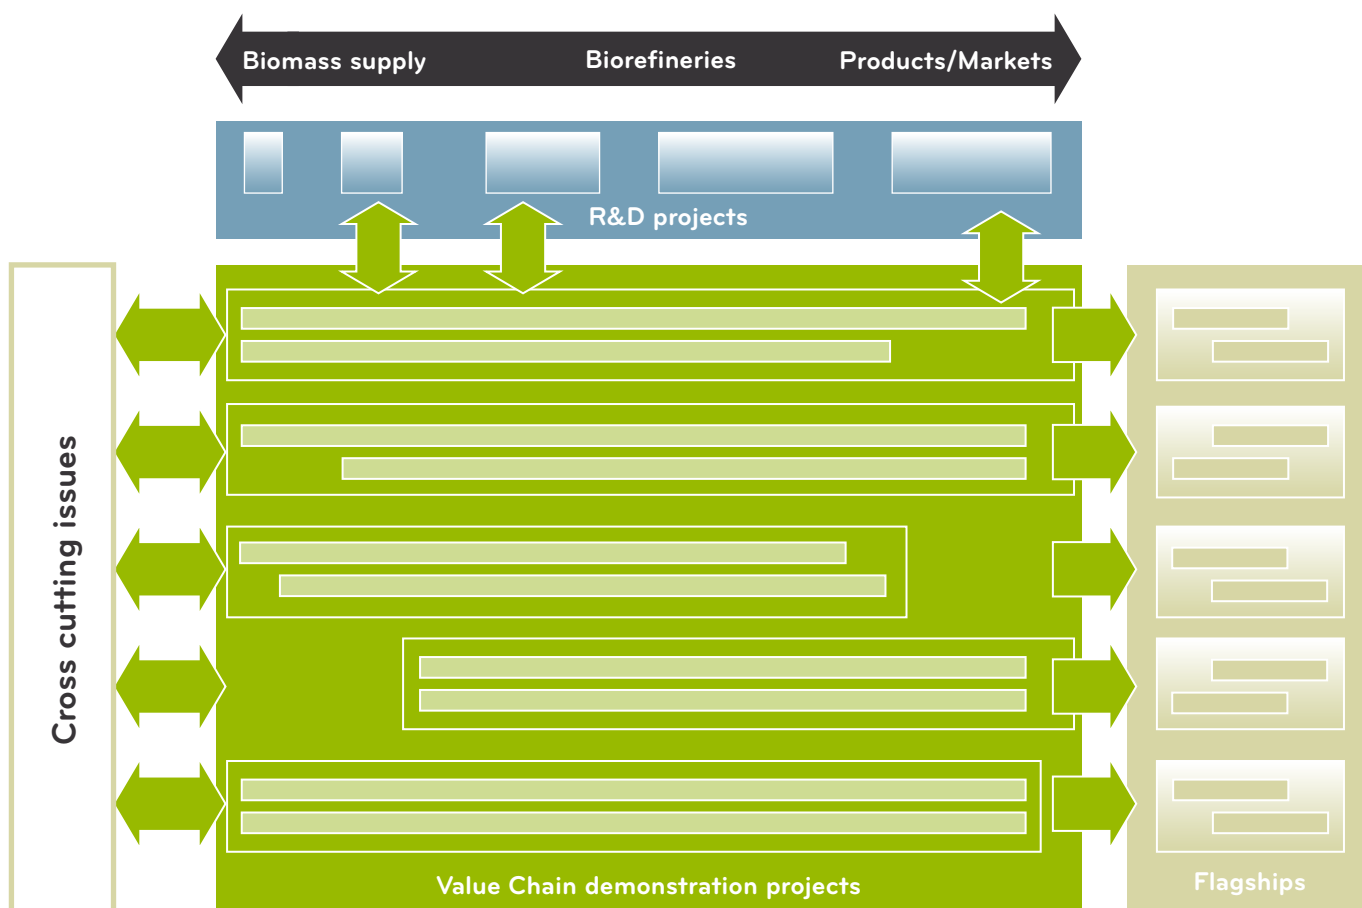 Biomass supply
Biorefineries
Products/Markets
R&D projects
Cross cutting issues
Value Chain demonstration projects
Flagships